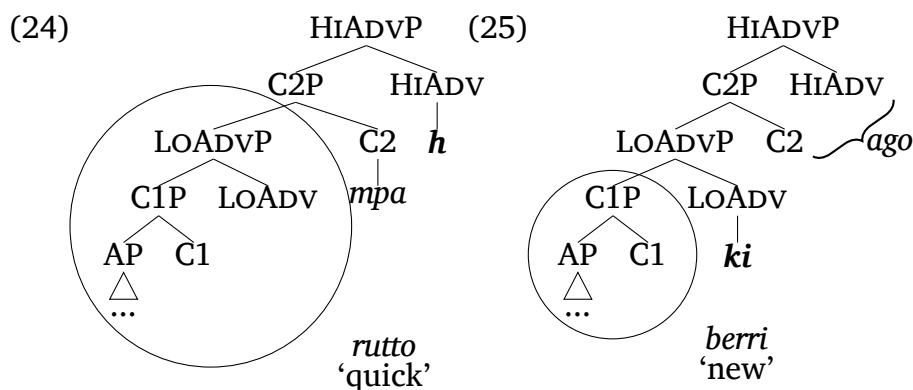 (24) HIADVP (25) HIADVP
C2P HIADV C2P HIADV
LOADVP C2 h LOADVP C2 ago
C1P LOADV mpa C1P LOADV
AP C1 AP C1 ki
... ...
rutto berri
'quick' 'new'